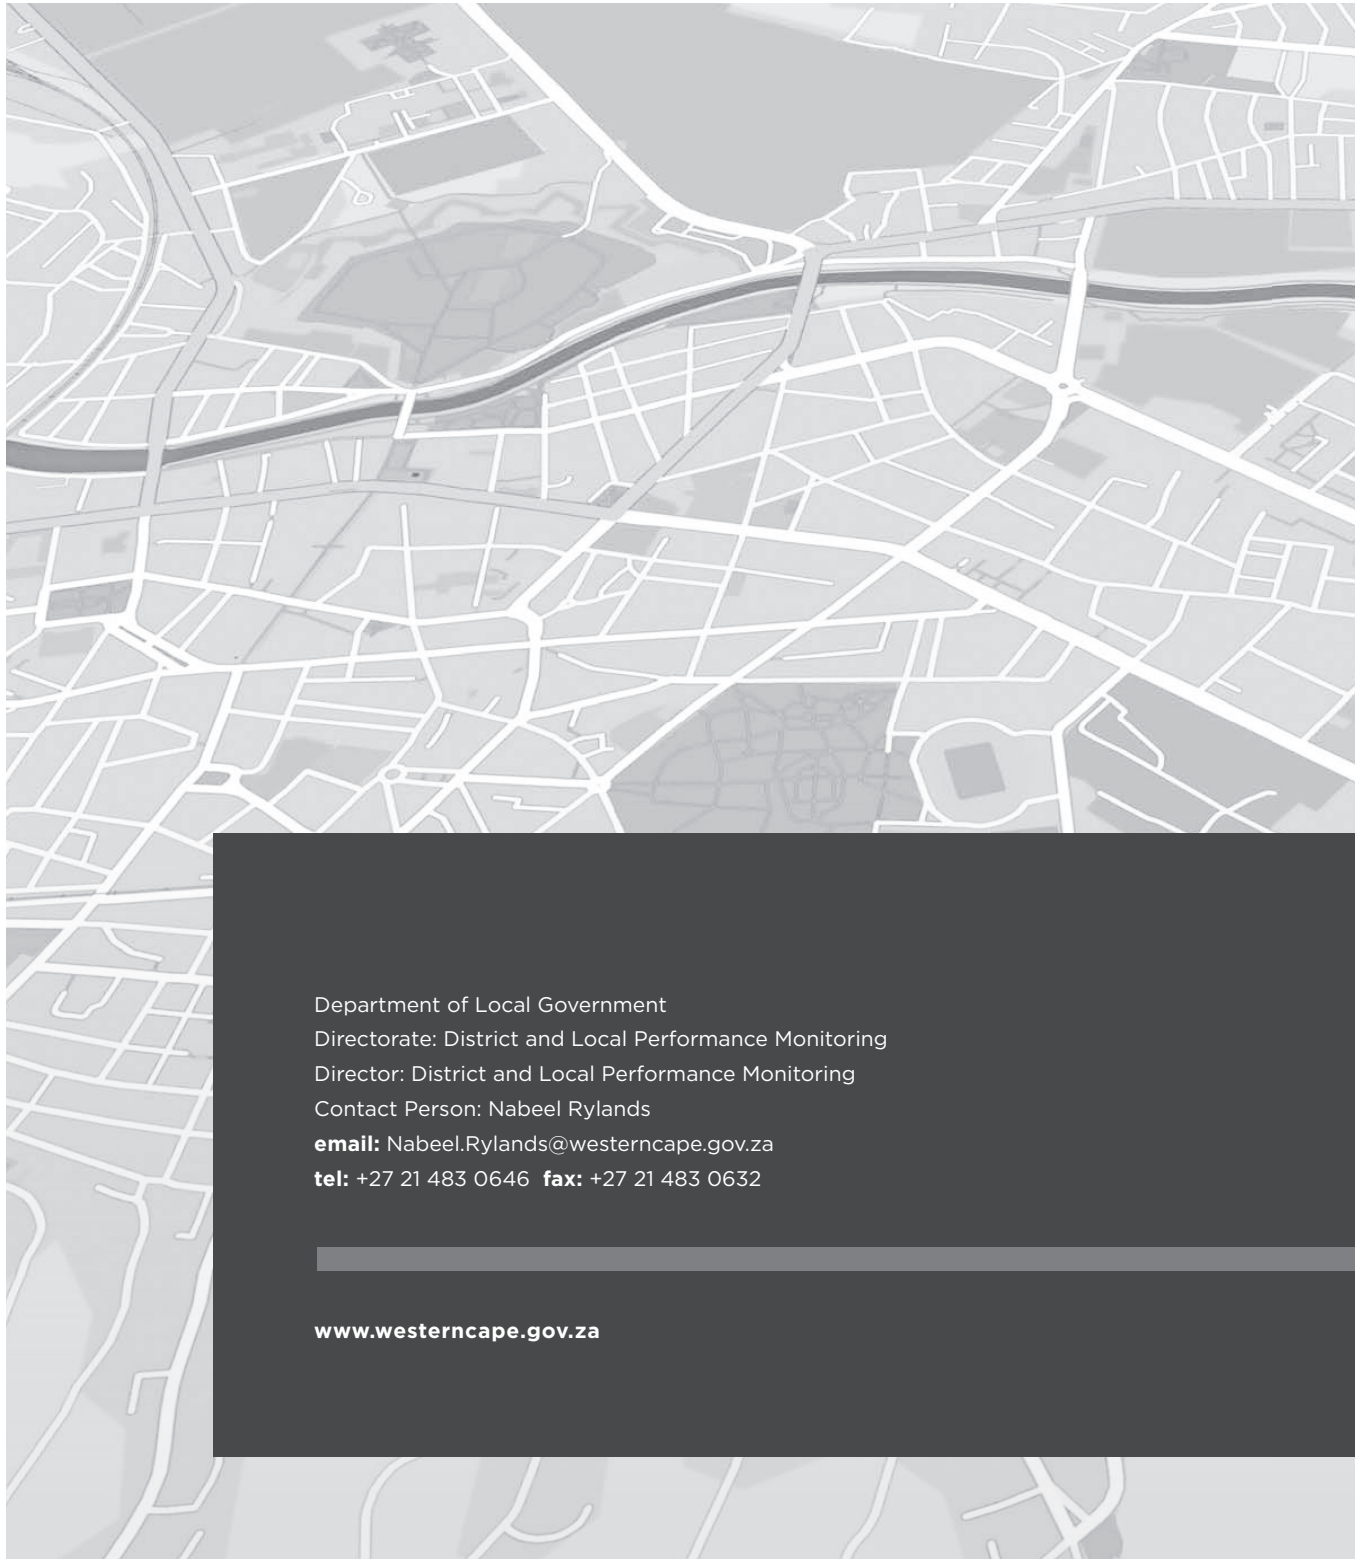 Department of Local Government
Directorate: District and Local Performance Monitoring
Director: District and Local Performance Monitoring
Contact Person: Nabeel Rylands
email: Nabeel.Rylands@westerncape.gov.za
tel: +27 21 483 0646 fax: +27 21 483 0632
www.westerncape.gov.za